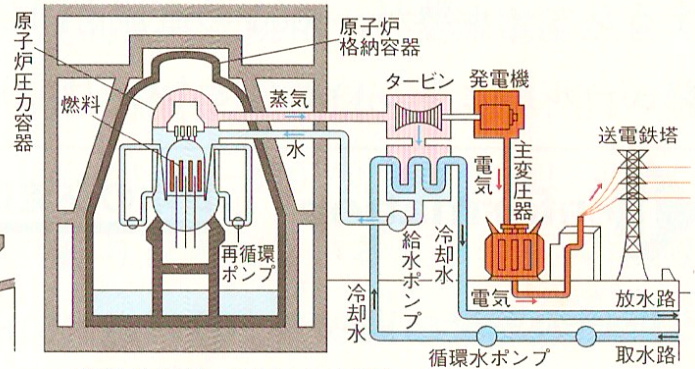 原子炉圧力容器
原子炉
格納容器
燃料
蒸気
水
再循環
ポンプ
タービン
発電機
電気
主変圧器
送電鉄塔
給水ポンプ
冷却水
冷却水
電気
放水路
循環水ポンプ
取水路